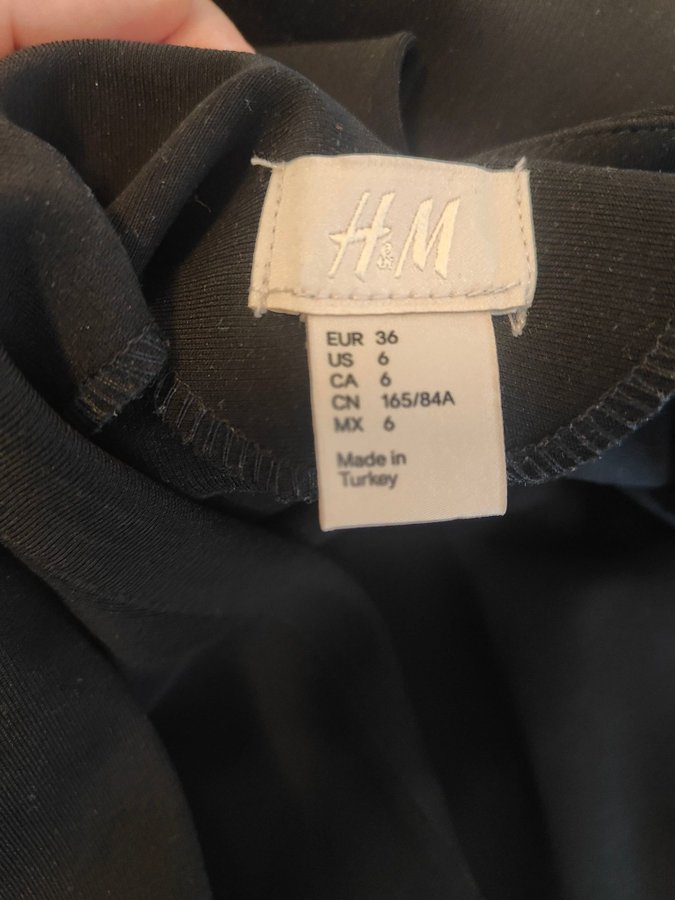 H&M
EUR 36
US 6
CA 6
CN 165/84A
MX 6
Made in
Turkey